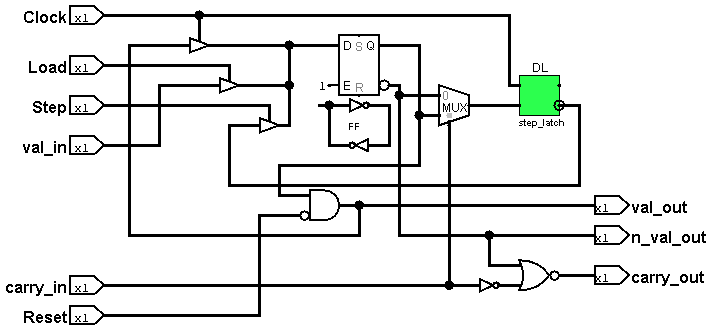 Clock x1
Load x1
Step x1
val_in x1
D S Q
1 E R
FF
0
MUX
DL
step_latch
x1 val_out
x1 n_val_out
carry_in x1
x1 carry_out
Reset x1